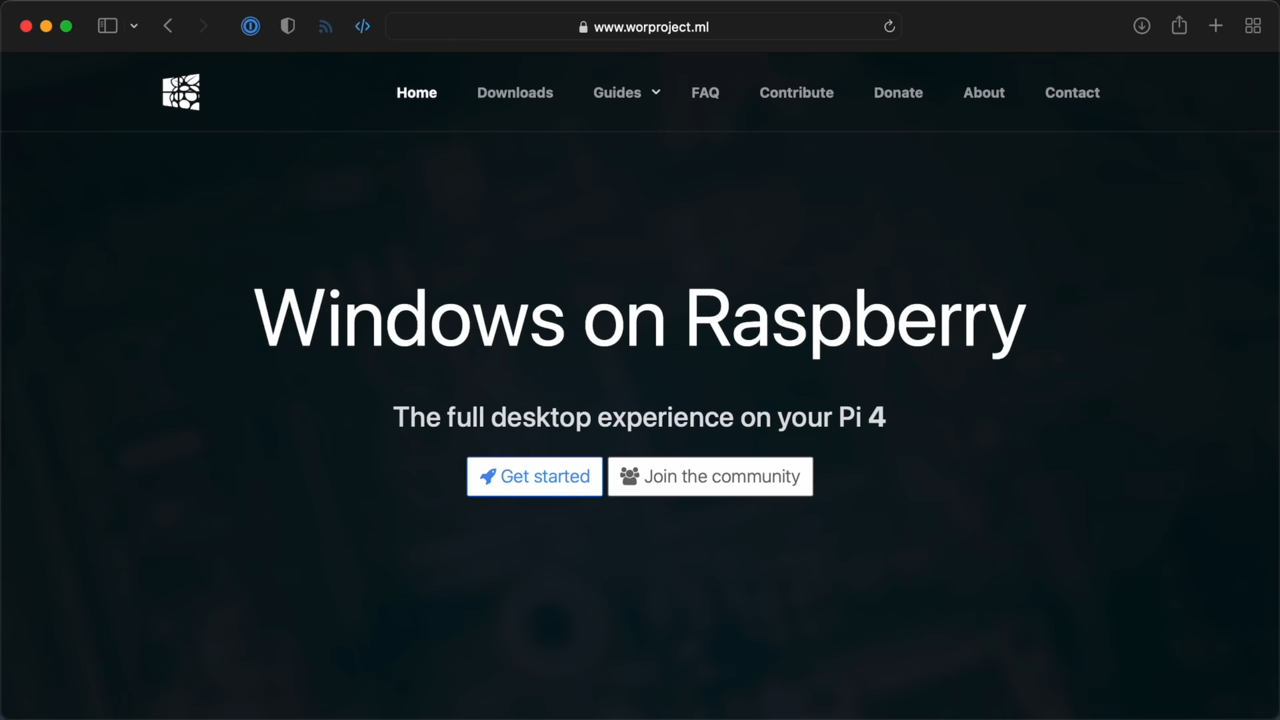 www.worproject.ml
Home Downloads Guides FAQ Contribute Donate About Contact
Windows on Raspberry
The full desktop experience on your Pi 4
Get started Join the community